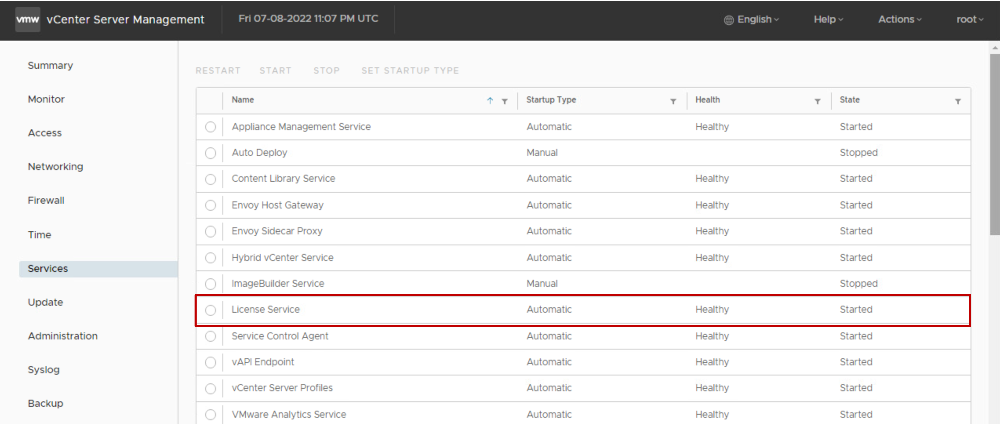 vmw vCenter Server Management Fri 07-08-2022 11:07 PM UTC English Help Actions root
Summary
Monitor
Access
Networking
Firewall
Time
Services
Update
Administration
Syslog
Backup
RESTART START STOP SET STARTUP TYPE
Name Startup Type Health State
Appliance Management Service Automatic Healthy Started
Auto Deploy Manual Stopped
Content Library Service Automatic Healthy Started
Envoy Host Gateway Automatic Healthy Started
Envoy Sidecar Proxy Automatic Healthy Started
Hybrid vCenter Service Automatic Healthy Started
ImageBuilder Service Manual Stopped
License Service Automatic Healthy Started
Service Control Agent Automatic Healthy Started
vAPI Endpoint Automatic Healthy Started
vCenter Server Profiles Automatic Healthy Started
VMware Analytics Service Automatic Healthy Started